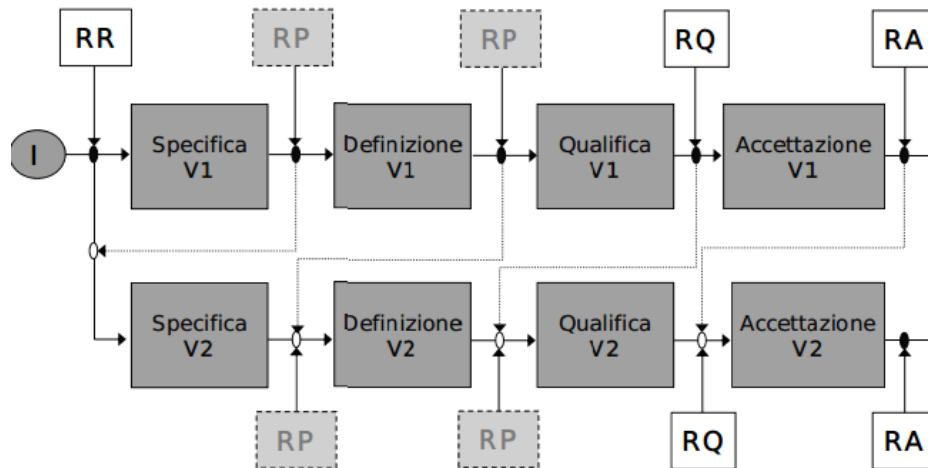 RR
RP
RP
RQ
RA
I
Specifica
V1
Definizione
V1
Qualifica
V1
Accettazione
V1
Specifica
V2
Definizione
V2
Qualifica
V2
Accettazione
V2
RP
RP
RQ
RA